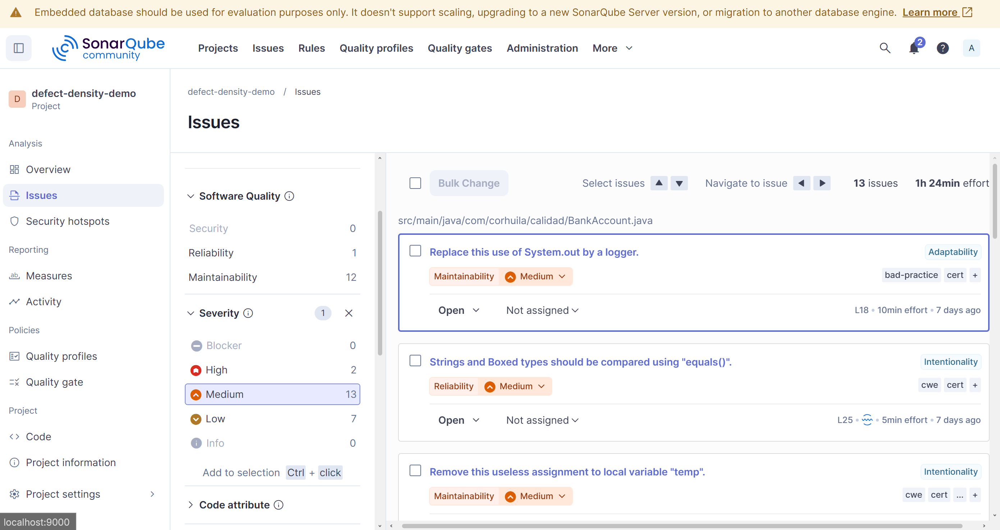 Embedded database should be used for evaluation purposes only. It doesn't support scaling, upgrading to a new SonarQube Server version, or migration to another database engine. Learn more
SonarQube community
Projects Issues Rules Quality profiles Quality gates Administration More
2
?
A
D
defect-density-demo
Project
Analysis
Overview
Issues
Security hotspots
Reporting
Measures
Activity
Policies
Quality profiles
Quality gate
Project
Code
Project information
Project settings
localhost:9000
defect-density-demo / Issues
Issues
Software Quality
Security 0
Reliability 1
Maintainability 12
Severity 1
Blocker 0
High 2
Medium 13
Low 7
Info 0
Add to selection Ctrl + click
Code attribute
Bulk Change Select issues Navigate to issue 13 issues 1h 24min effort
src/main/java/com/corhuila/calidad/BankAccount.java
Replace this use of System.out by a logger. Adaptability
Maintainability Medium bad-practice cert +
Open Not assigned L18 • 10min effort • 7 days ago
Strings and Boxed types should be compared using "equals()". Intentionality
Reliability Medium cwe cert +
Open Not assigned L25 • • 5min effort • 7 days ago
Remove this useless assignment to local variable "temp". Intentionality
Maintainability Medium cwe cert ... +